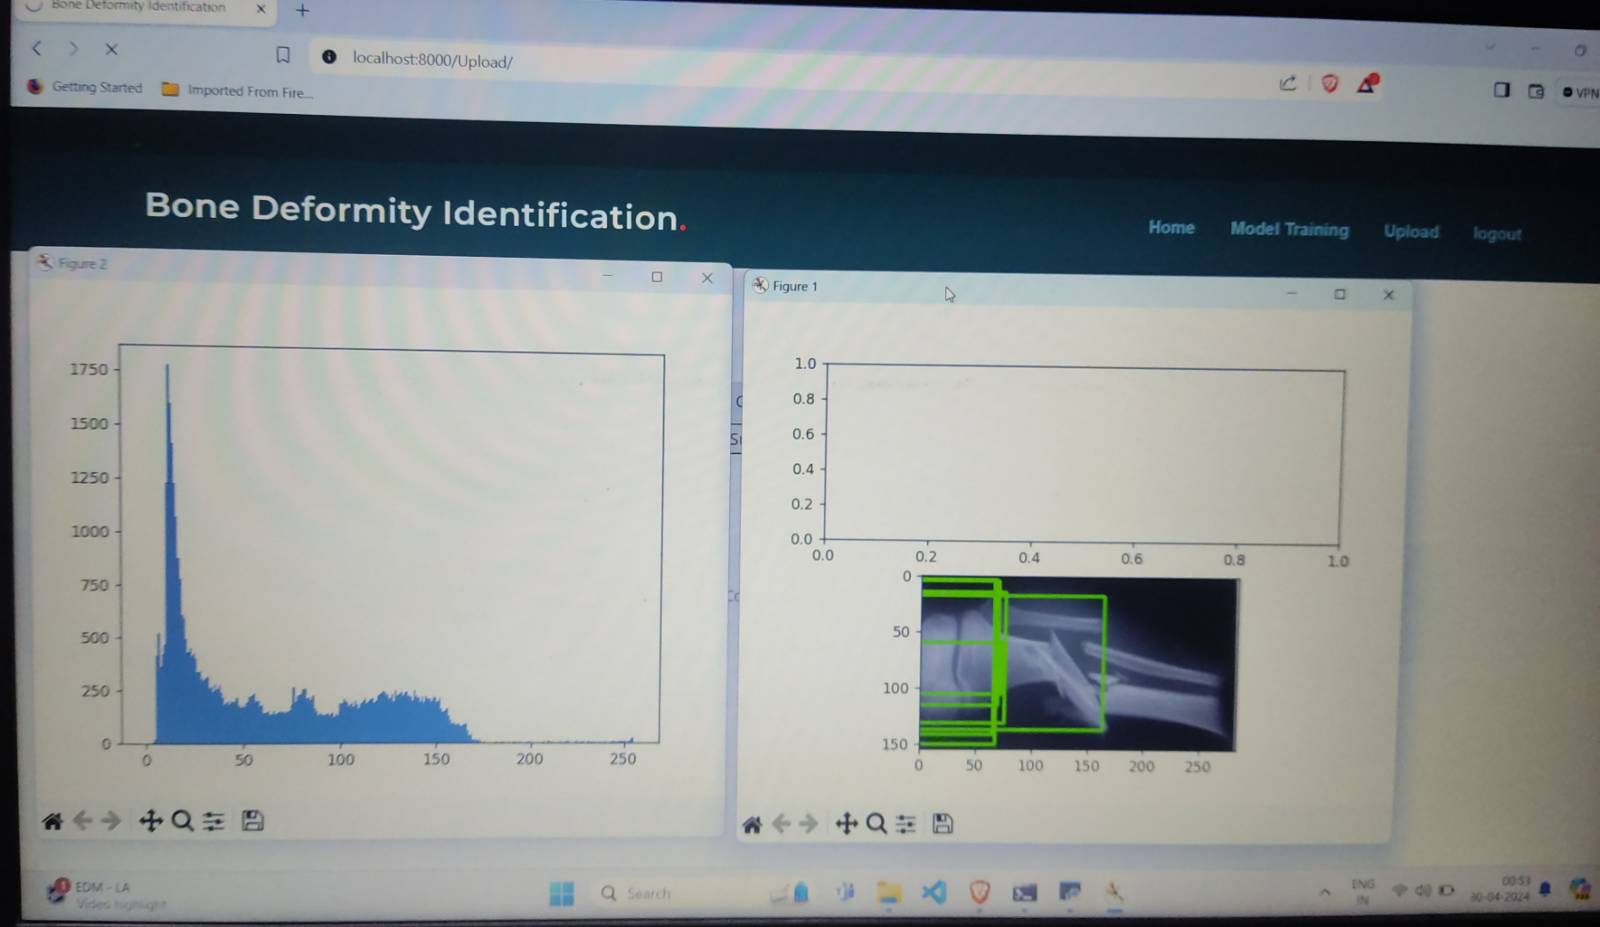 Bone Deformity Identification
localhost:8000/Upload/
Getting Started
Imported From Fire...
VPN
Bone Deformity Identification.
Home
Model Training
Upload
logout
Figure 2
1750
1500
1250
1000
750
500
250
0
0 50 100 150 200 250
Figure 1
1.0
0.8
0.6
0.4
0.2
0.0
0.0 0.2 0.4 0.6 0.8 1.0
0
50
100
150
0 50 100 150 200 250
1
EDM - LA
Video highlight
Search
ENG
IN
00:53
30-04-2024